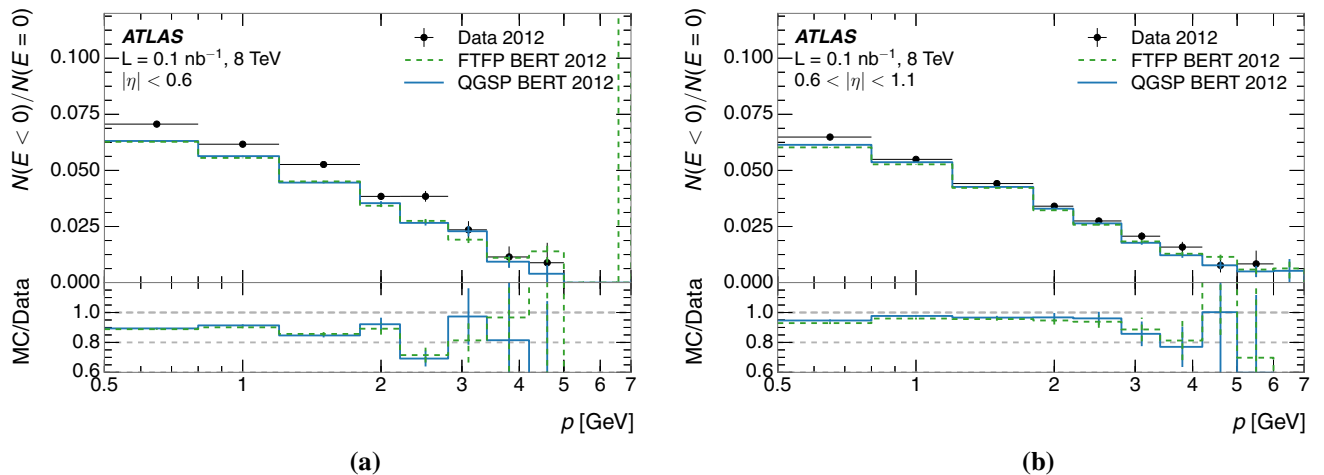 N(E < 0)/N(E = 0)
0.100
0.075
0.050
0.025
0.000
ATLAS
L = 0.1 nb⁻¹, 8 TeV
|η| < 0.6
Data 2012
FTFP BERT 2012
QGSP BERT 2012
MC/Data
1.0
0.8
0.6
0.5 1 2 3 4 5 6 7
p [GeV]
(a)
N(E < 0)/N(E = 0)
0.100
0.075
0.050
0.025
0.000
ATLAS
L = 0.1 nb⁻¹, 8 TeV
0.6 < |η| < 1.1
Data 2012
FTFP BERT 2012
QGSP BERT 2012
MC/Data
1.0
0.8
0.6
0.5 1 2 3 4 5 6 7
p [GeV]
(b)